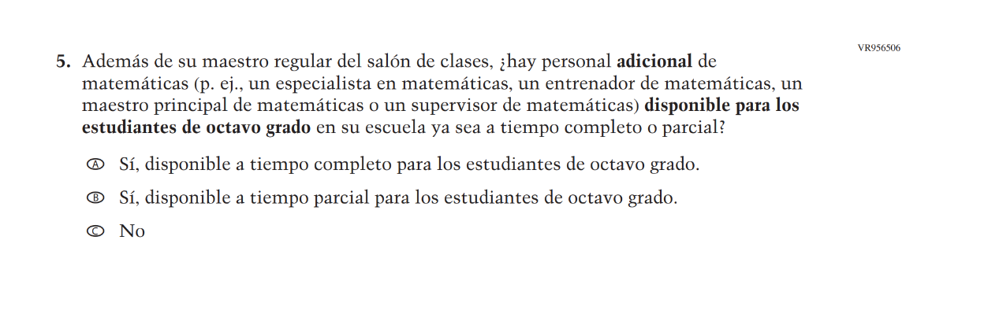 VR956506
5. Además de su maestro regular del salón de clases, ¿hay personal adicional de
matemáticas (p. ej., un especialista en matemáticas, un entrenador de matemáticas, un
maestro principal de matemáticas o un supervisor de matemáticas) disponible para los
estudiantes de octavo grado en su escuela ya sea a tiempo completo o parcial?
A Sí, disponible a tiempo completo para los estudiantes de octavo grado.
B Sí, disponible a tiempo parcial para los estudiantes de octavo grado.
C No